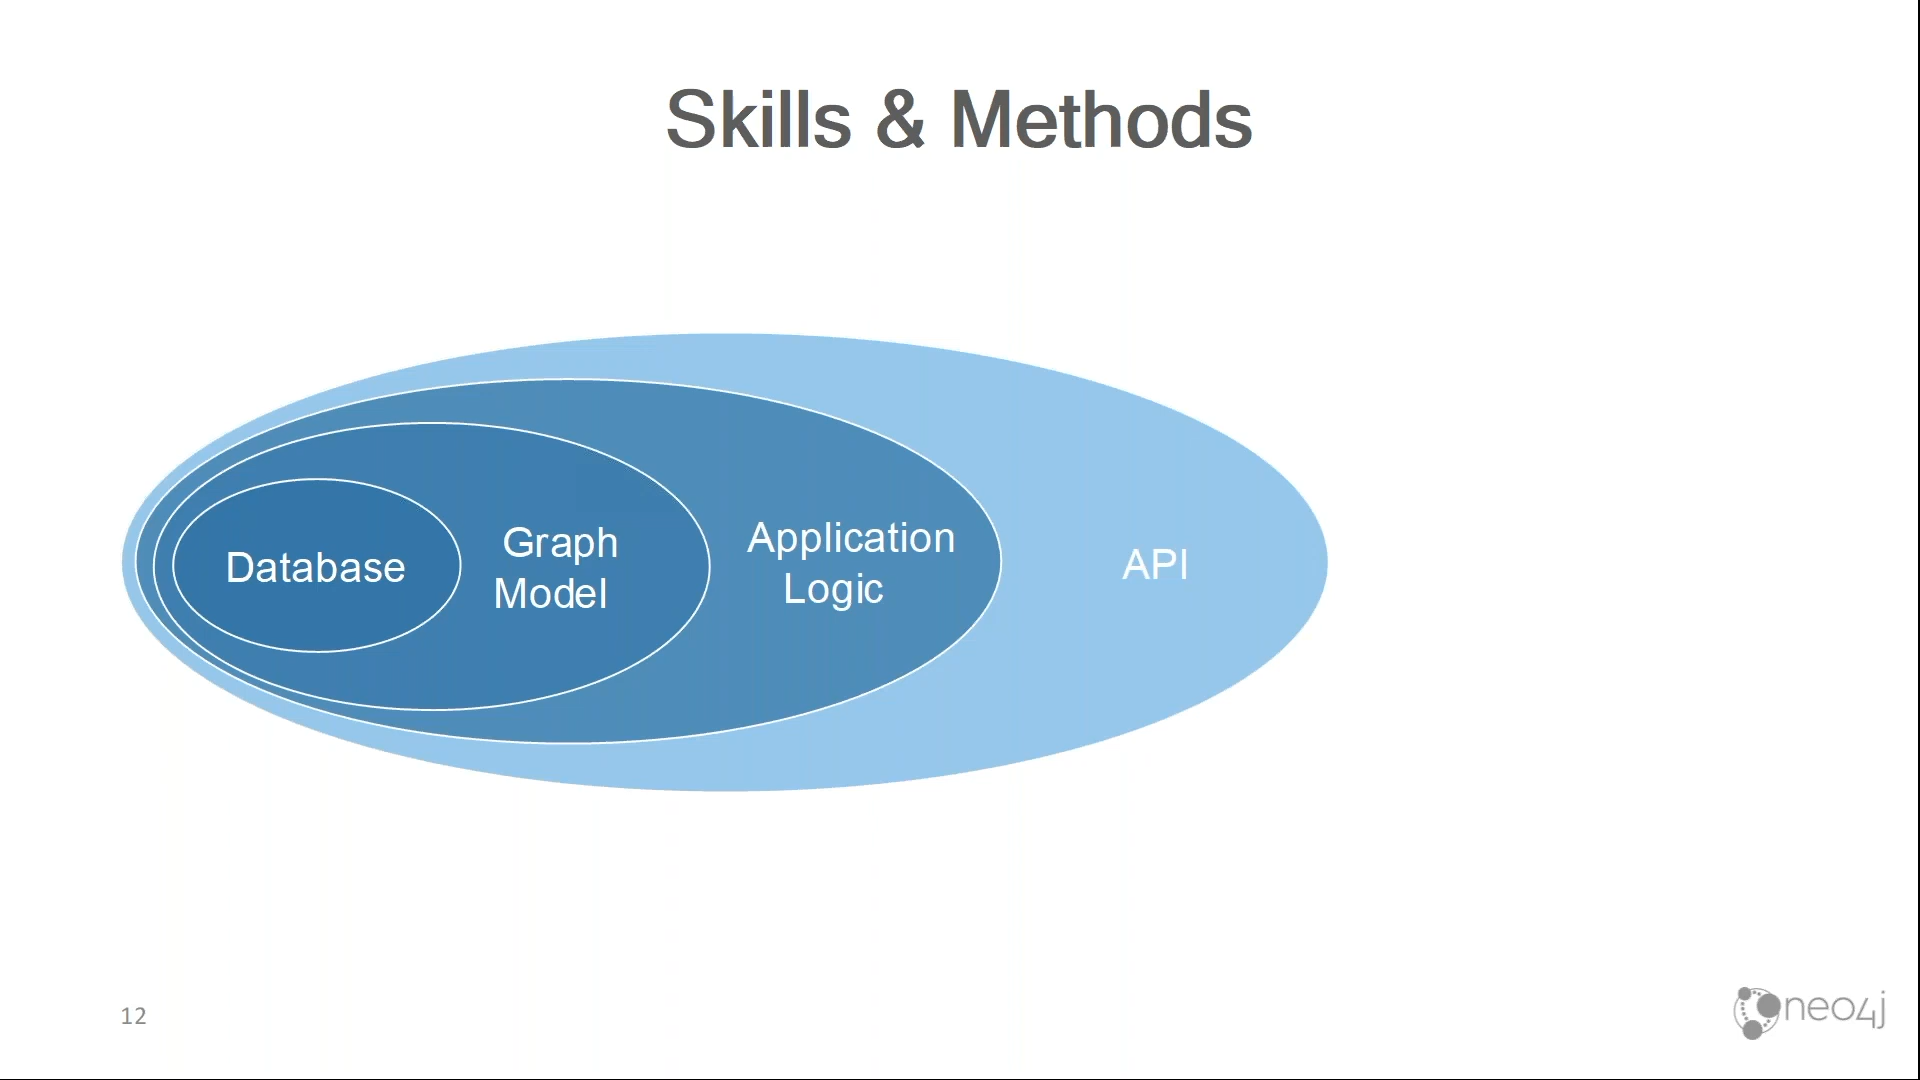 Skills & Methods
Database
Graph
Model
Application
Logic
API
12
neo4j